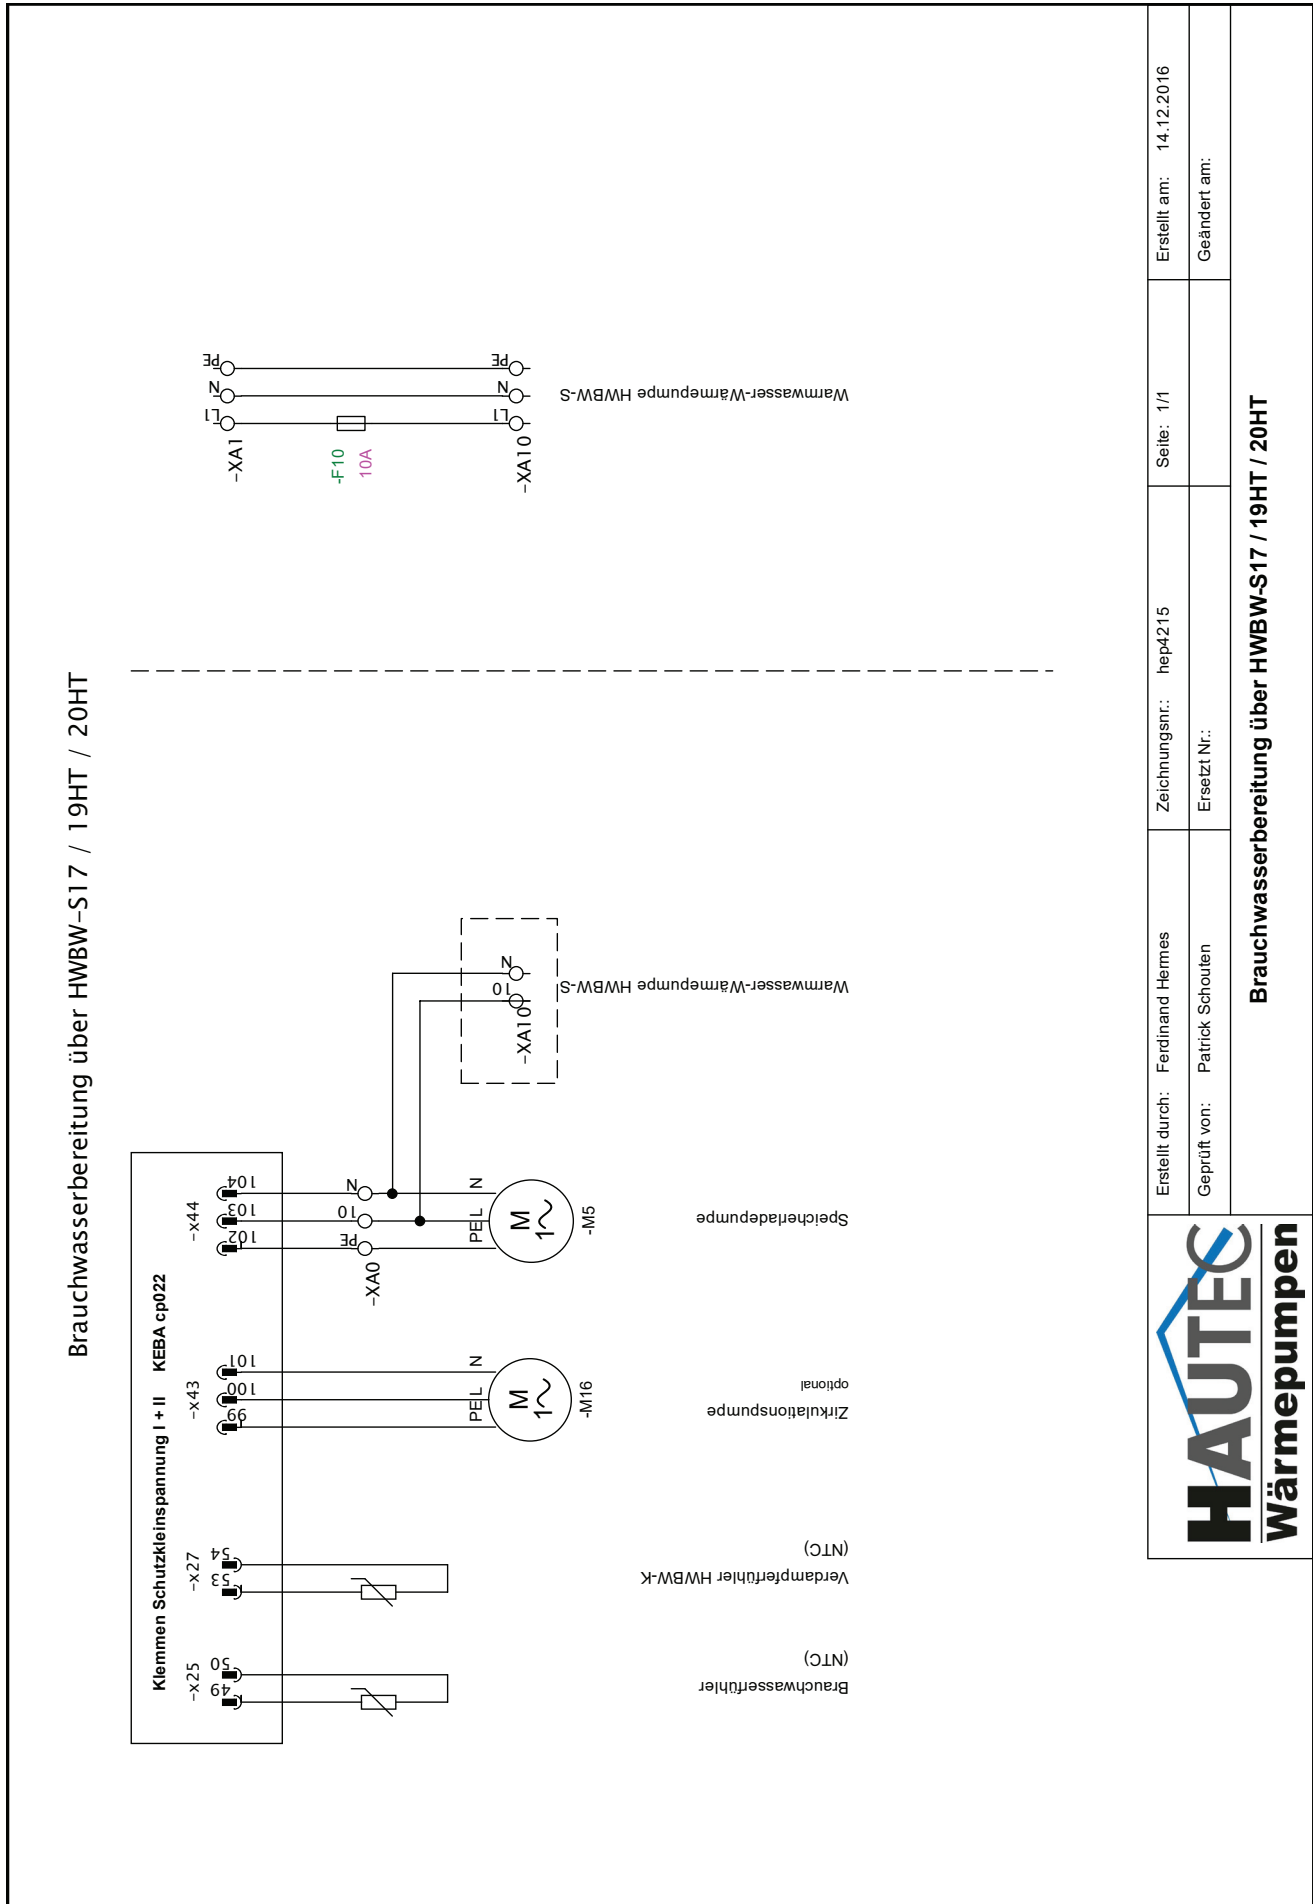 Brauchwasserbereitung über HWBW-S17 / 19HT / 20HT
Klemmen Schutzkleinspannung I + II KEBA cp022
-x25
49
50
-x27
53
54
-x43
99
100
101
-x44
102
103
104
-XA0
PE
10
N
PE
L
N
M
1~
-M16
PE
L
N
M
1~
-M5
-XA10
10
N
-XA1
L1
N
PE
-F10
10A
-XA10
L1
N
PE
Brauchwasserfühler
(NTC)
Verdampferfühler HWBW-K
(NTC)
Zirkulationspumpe
optional
Speicherladepumpe
Warmwasser-Wärmepumpe HWBW-S
Warmwasser-Wärmepumpe HWBW-S
HAUTEC
Wärmepumpen
Erstellt durch: Ferdinand Hermes
Zeichnungsnr.: hep4215
Seite: 1/1
Erstellt am: 14.12.2016
Geprüft von: Patrick Schouten
Ersetzt Nr.:
Geändert am:
Brauchwasserbereitung über HWBW-S17 / 19HT / 20HT